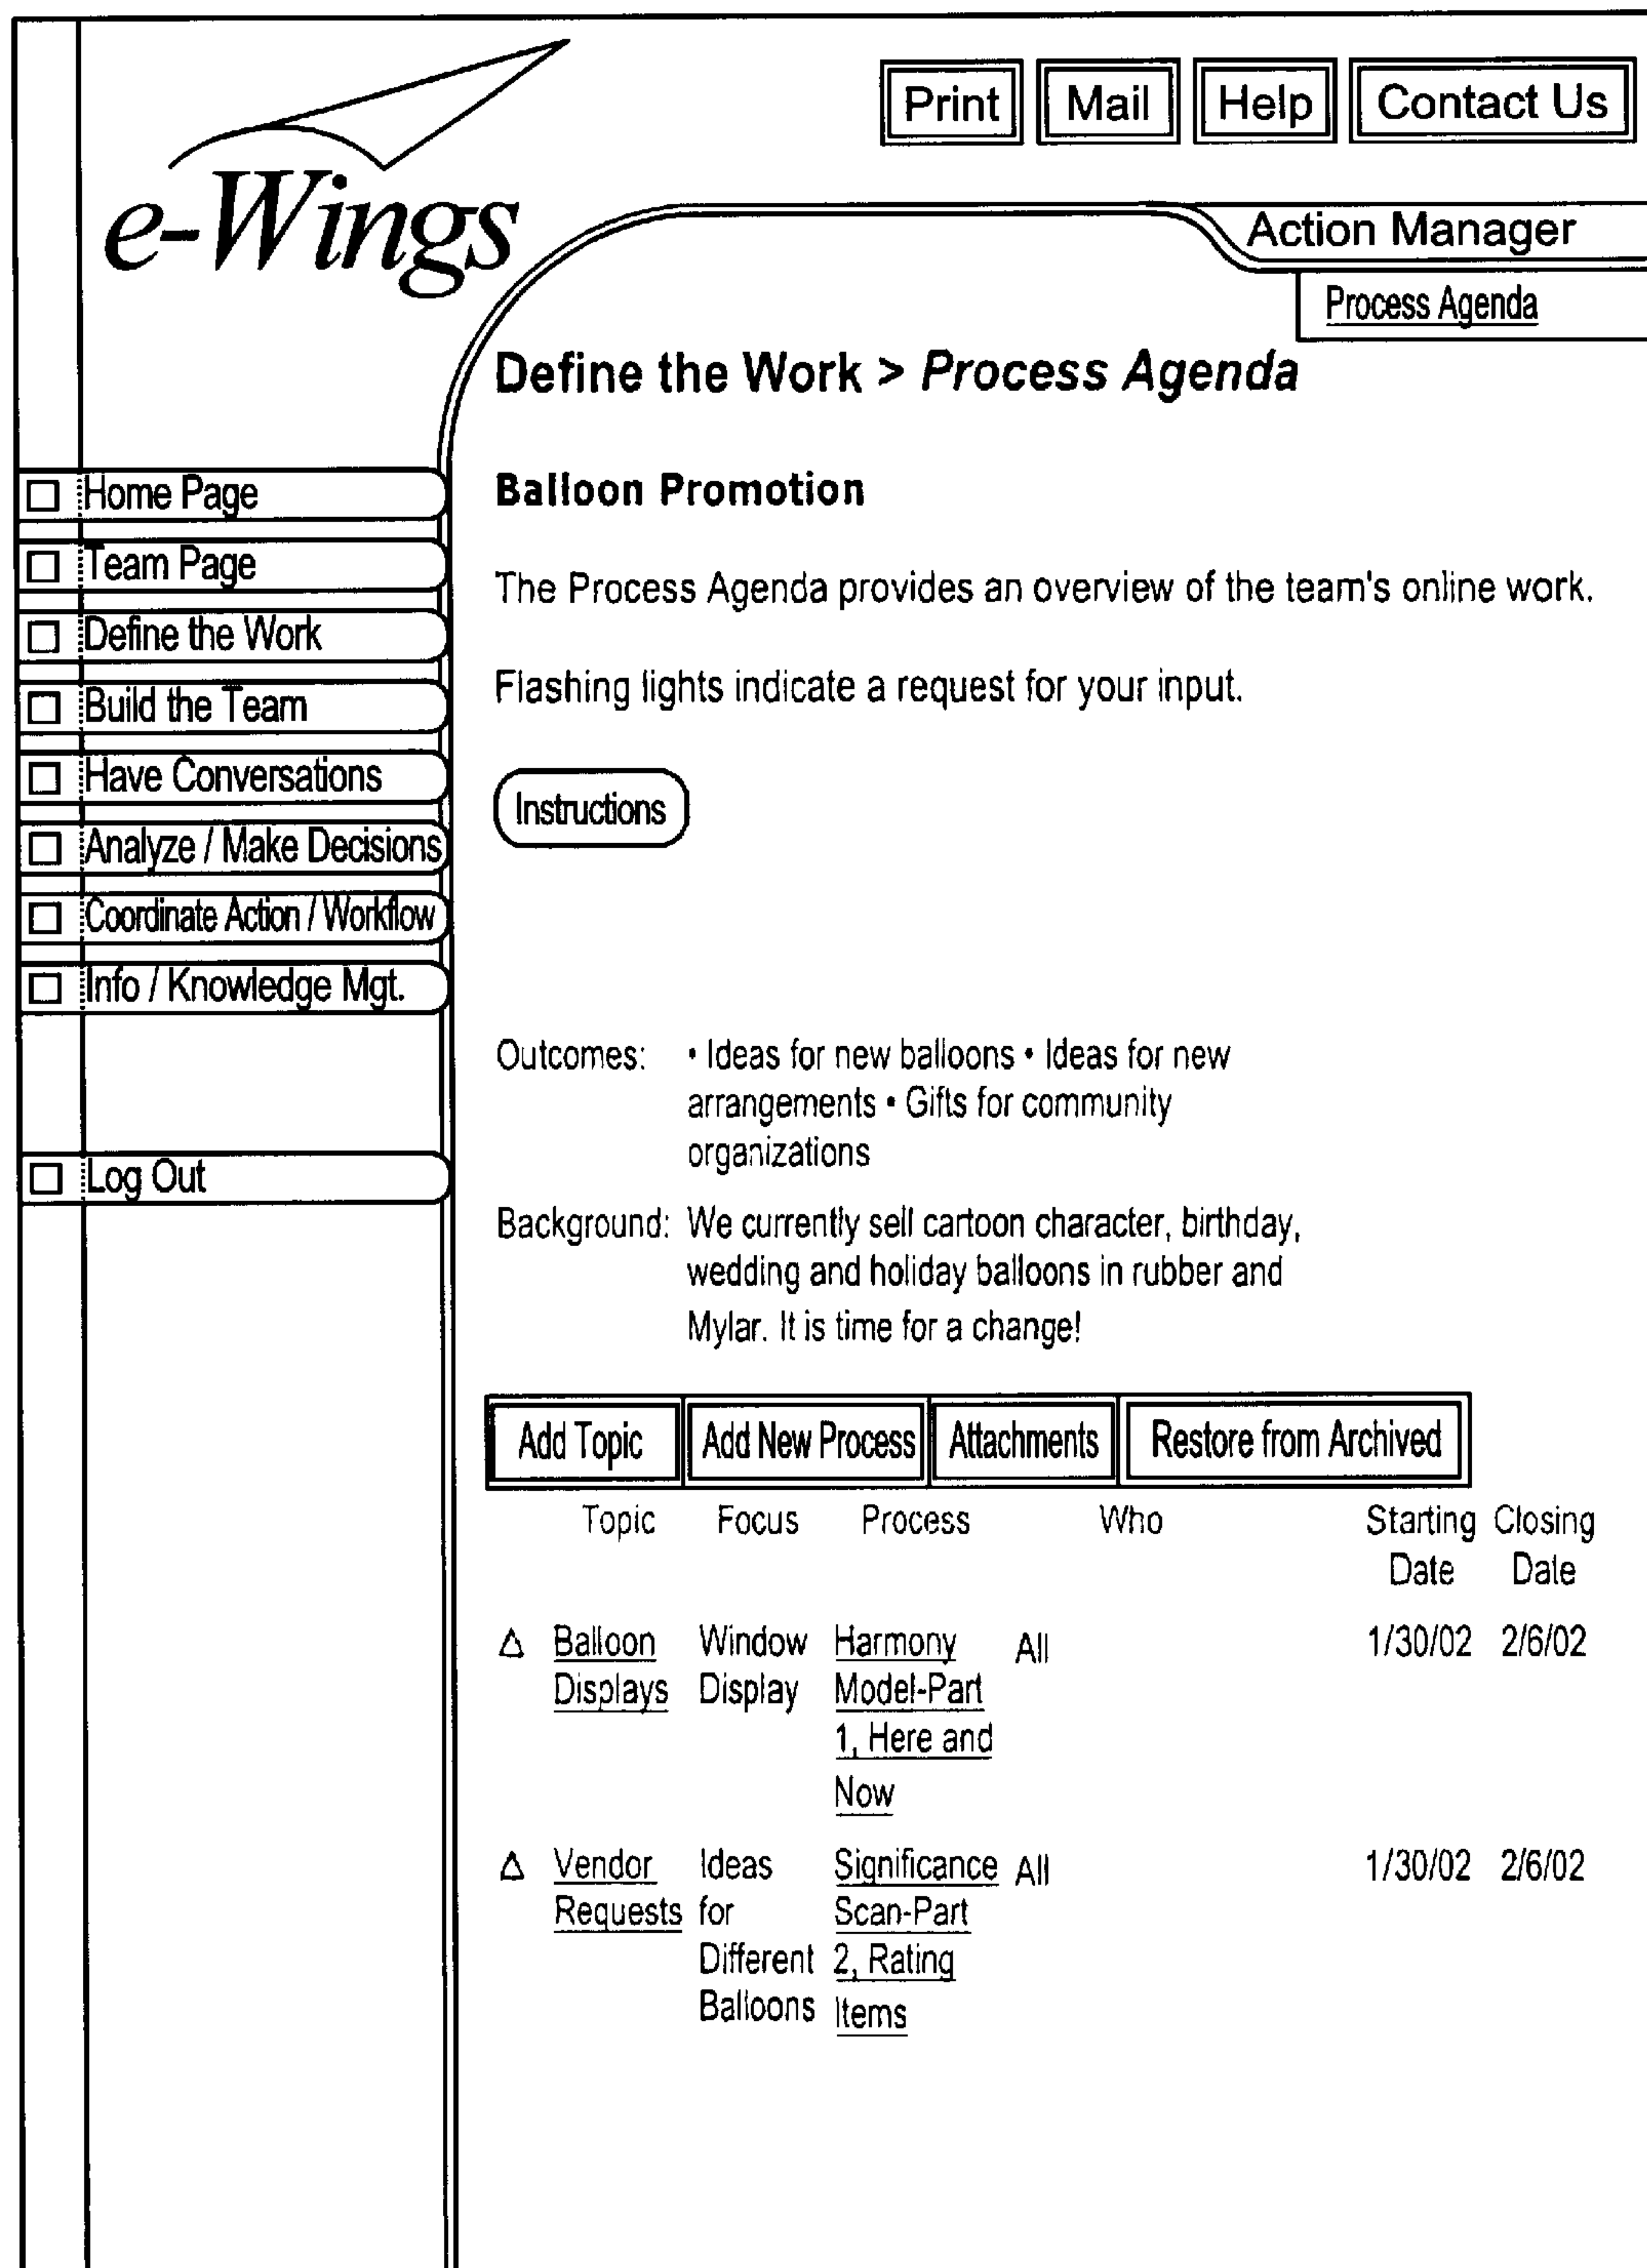 Print Mail Help Contact Us
e-Wings
Action Manager
Process Agenda
Define the Work > Process Agenda
Home Page
Team Page
Define the Work
Build the Team
Have Conversations
Analyze / Make Decisions
Coordinate Action / Workflow
Info / Knowledge Mgt.
Log Out
Balloon Promotion
The Process Agenda provides an overview of the team's online work.
Flashing lights indicate a request for your input.
Instructions
Outcomes: • Ideas for new balloons • Ideas for new
arrangements • Gifts for community
organizations
Background: We currently sell cartoon character, birthday,
wedding and holiday balloons in rubber and
Mylar. It is time for a change!
Add Topic Add New Process Attachments Restore from Archived
Topic Focus Process Who Starting Closing
Date Date
Balloon Window Harmony All 1/30/02 2/6/02
Displays Display Model-Part
1, Here and
Now
Vendor Ideas Significance All 1/30/02 2/6/02
Requests for Scan-Part
Different 2, Rating
Balloons Items